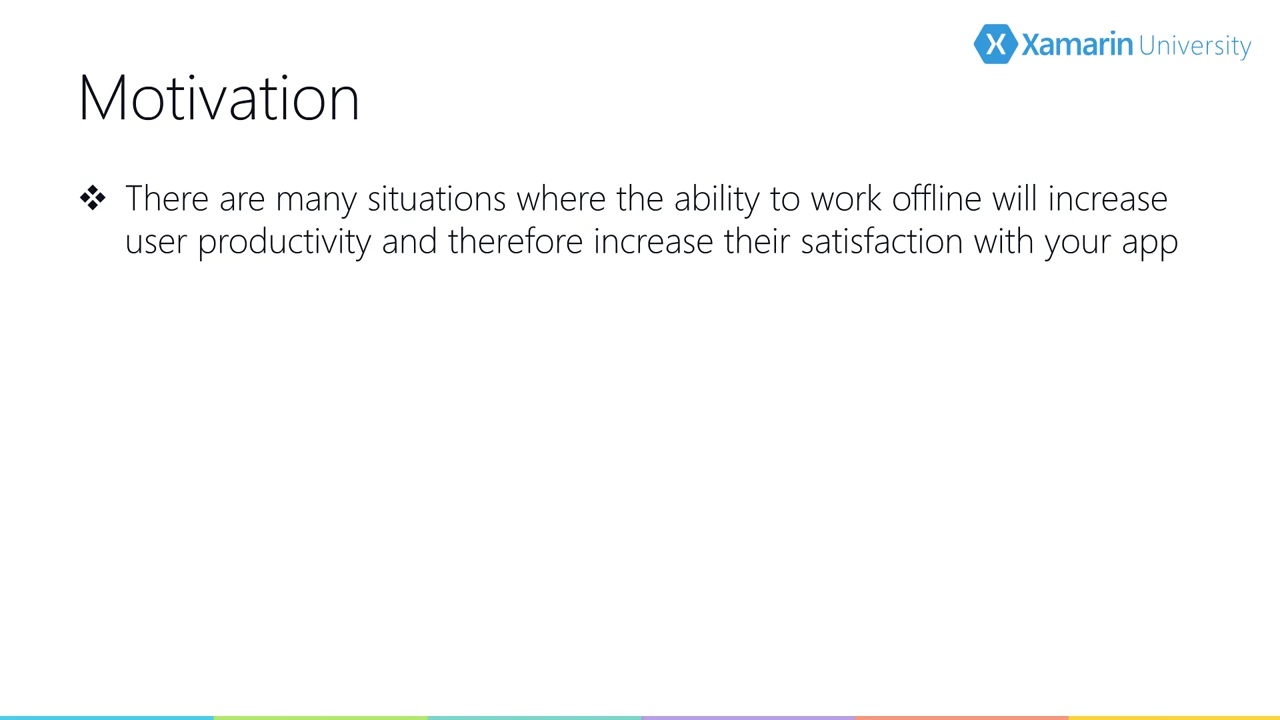 Xamarin University
Motivation
❖ There are many situations where the ability to work offline will increase
user productivity and therefore increase their satisfaction with your app